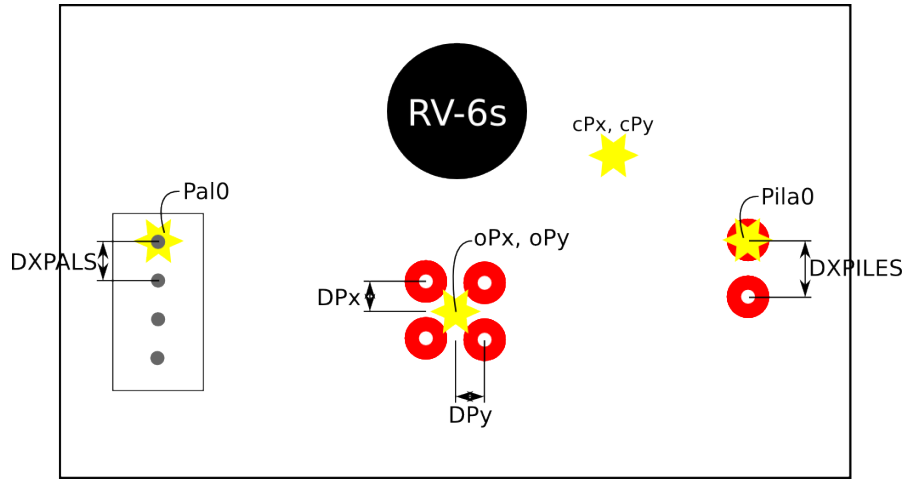 RV-6s
cPx, cPy
Pal0
Pila0
oPx, oPy
DXPALS
DXPILES
DPx
DPy